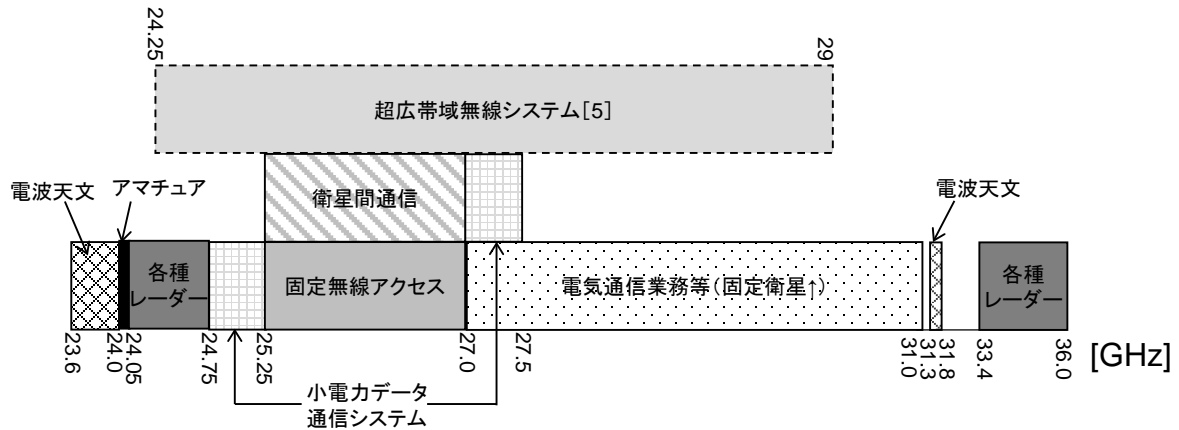 24.25
29
超広帯域無線システム[5]
電波天文
アマチュア
衛星間通信
電波天文
各種
レーダー
固定無線アクセス
電気通信業務等(固定衛星↑)
各種
レーダー
23.6
24.0
24.05
24.75
25.25
27.0
27.5
31.0
31.3
31.8
33.4
36.0
[GHz]
小電力データ
通信システム